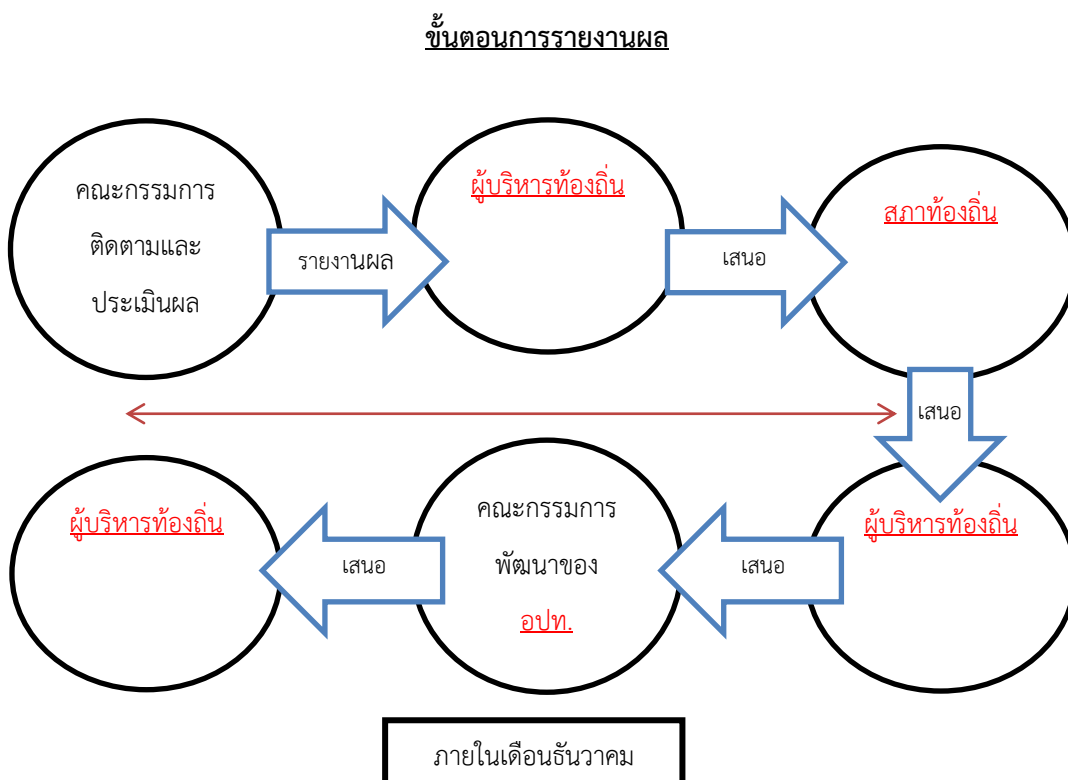 ขั้นตอนการรายงานผล
คณะกรรมการ
ติดตามและ
ประเมินผล
รายงานผล
ผู้บริหารท้องถิ่น
เสนอ
สภาท้องถิ่น
เสนอ
ผู้บริหารท้องถิ่น
เสนอ
คณะกรรมการ
พัฒนาของ
อปท.
เสนอ
ผู้บริหารท้องถิ่น
ภายในเดือนธันวาคม